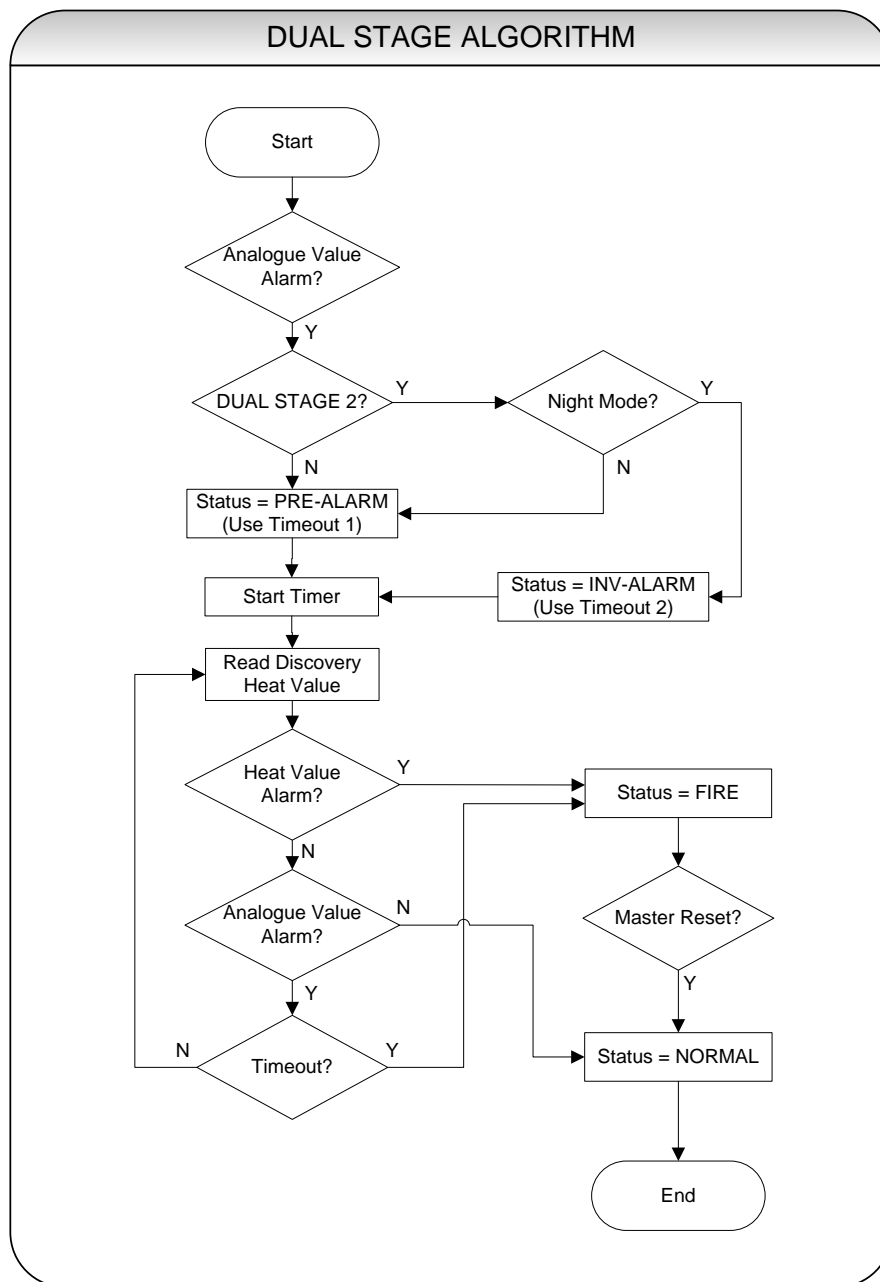 DUAL STAGE ALGORITHM
Start
Analogue Value
Alarm?
Y
DUAL STAGE 2?
Y
Night Mode?
Y
N
N
Status = PRE-ALARM
(Use Timeout 1)
Start Timer
Status = INV-ALARM
(Use Timeout 2)
Read Discovery
Heat Value
Heat Value
Alarm?
Y
Status = FIRE
N
Analogue Value
Alarm?
N
Master Reset?
Y
Y
N
Timeout?
Y
Status = NORMAL
End